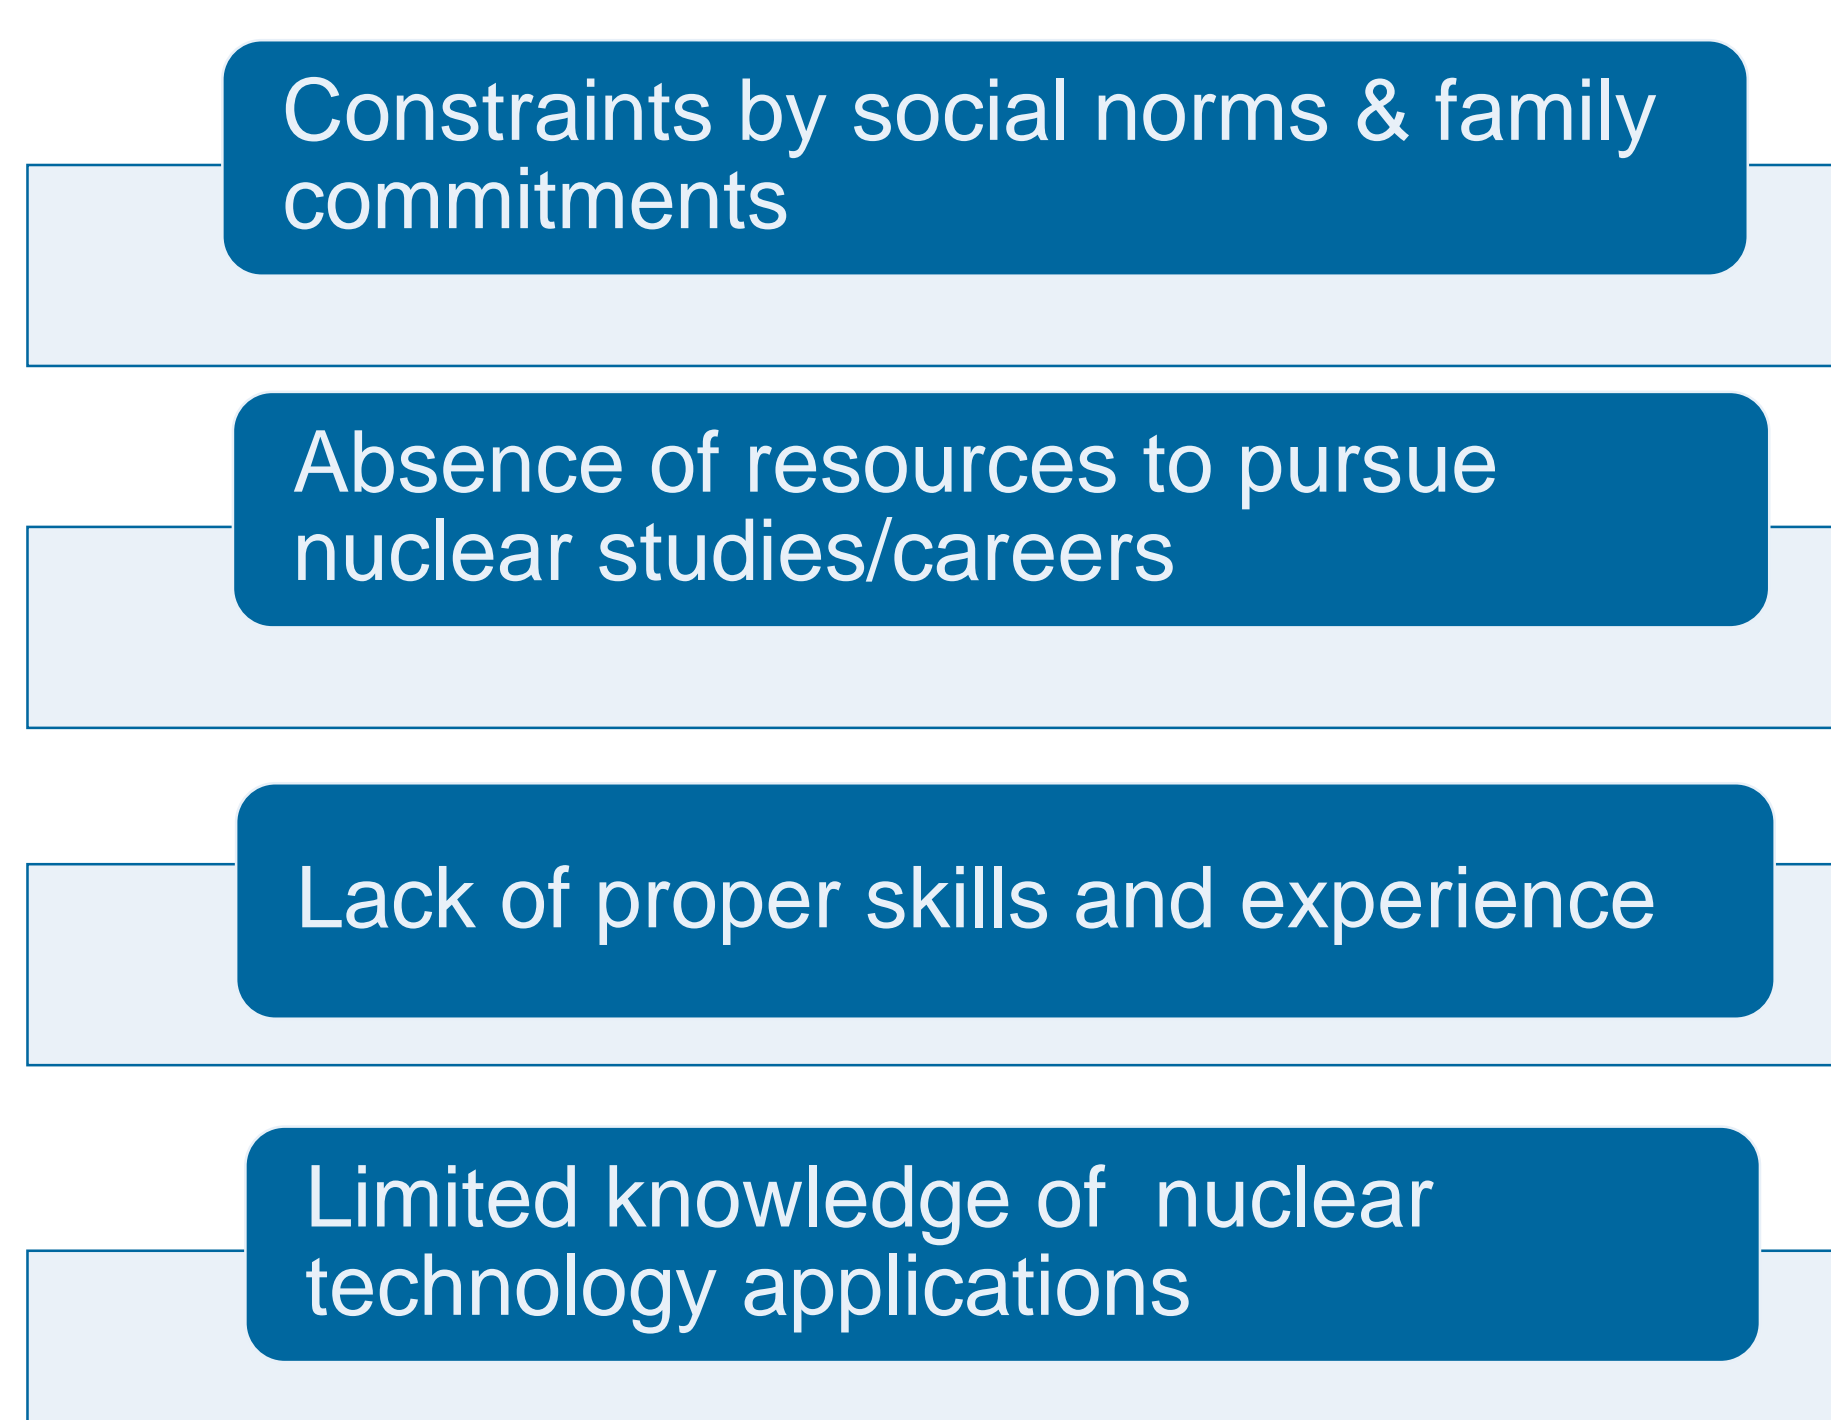 Constraints by social norms & family
commitments
Absence of resources to pursue
nuclear studies/careers
Lack of proper skills and experience
Limited knowledge of  nuclear
technology applications